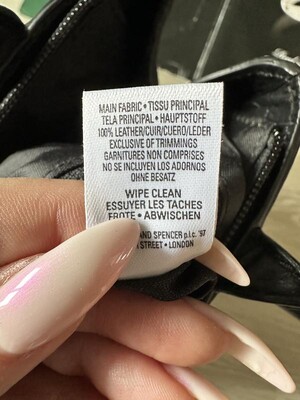 MAIN FABRIC • TISSU PRINCIPAL
TELA PRINCIPAL • HAUPTSTOFF
100% LEATHER/CUIR/CUERO/LEDER
EXCLUSIVE OF TRIMMINGS
GARNITURES NON COMPRISES
NO SE INCLUYEN LOS ADORNOS
OHNE BESATZ
WIPE CLEAN
ESSUYER LES TACHES
FROTE • ABWISCHEN
AND SPENCER p.l.c. '97
STREET • LONDON